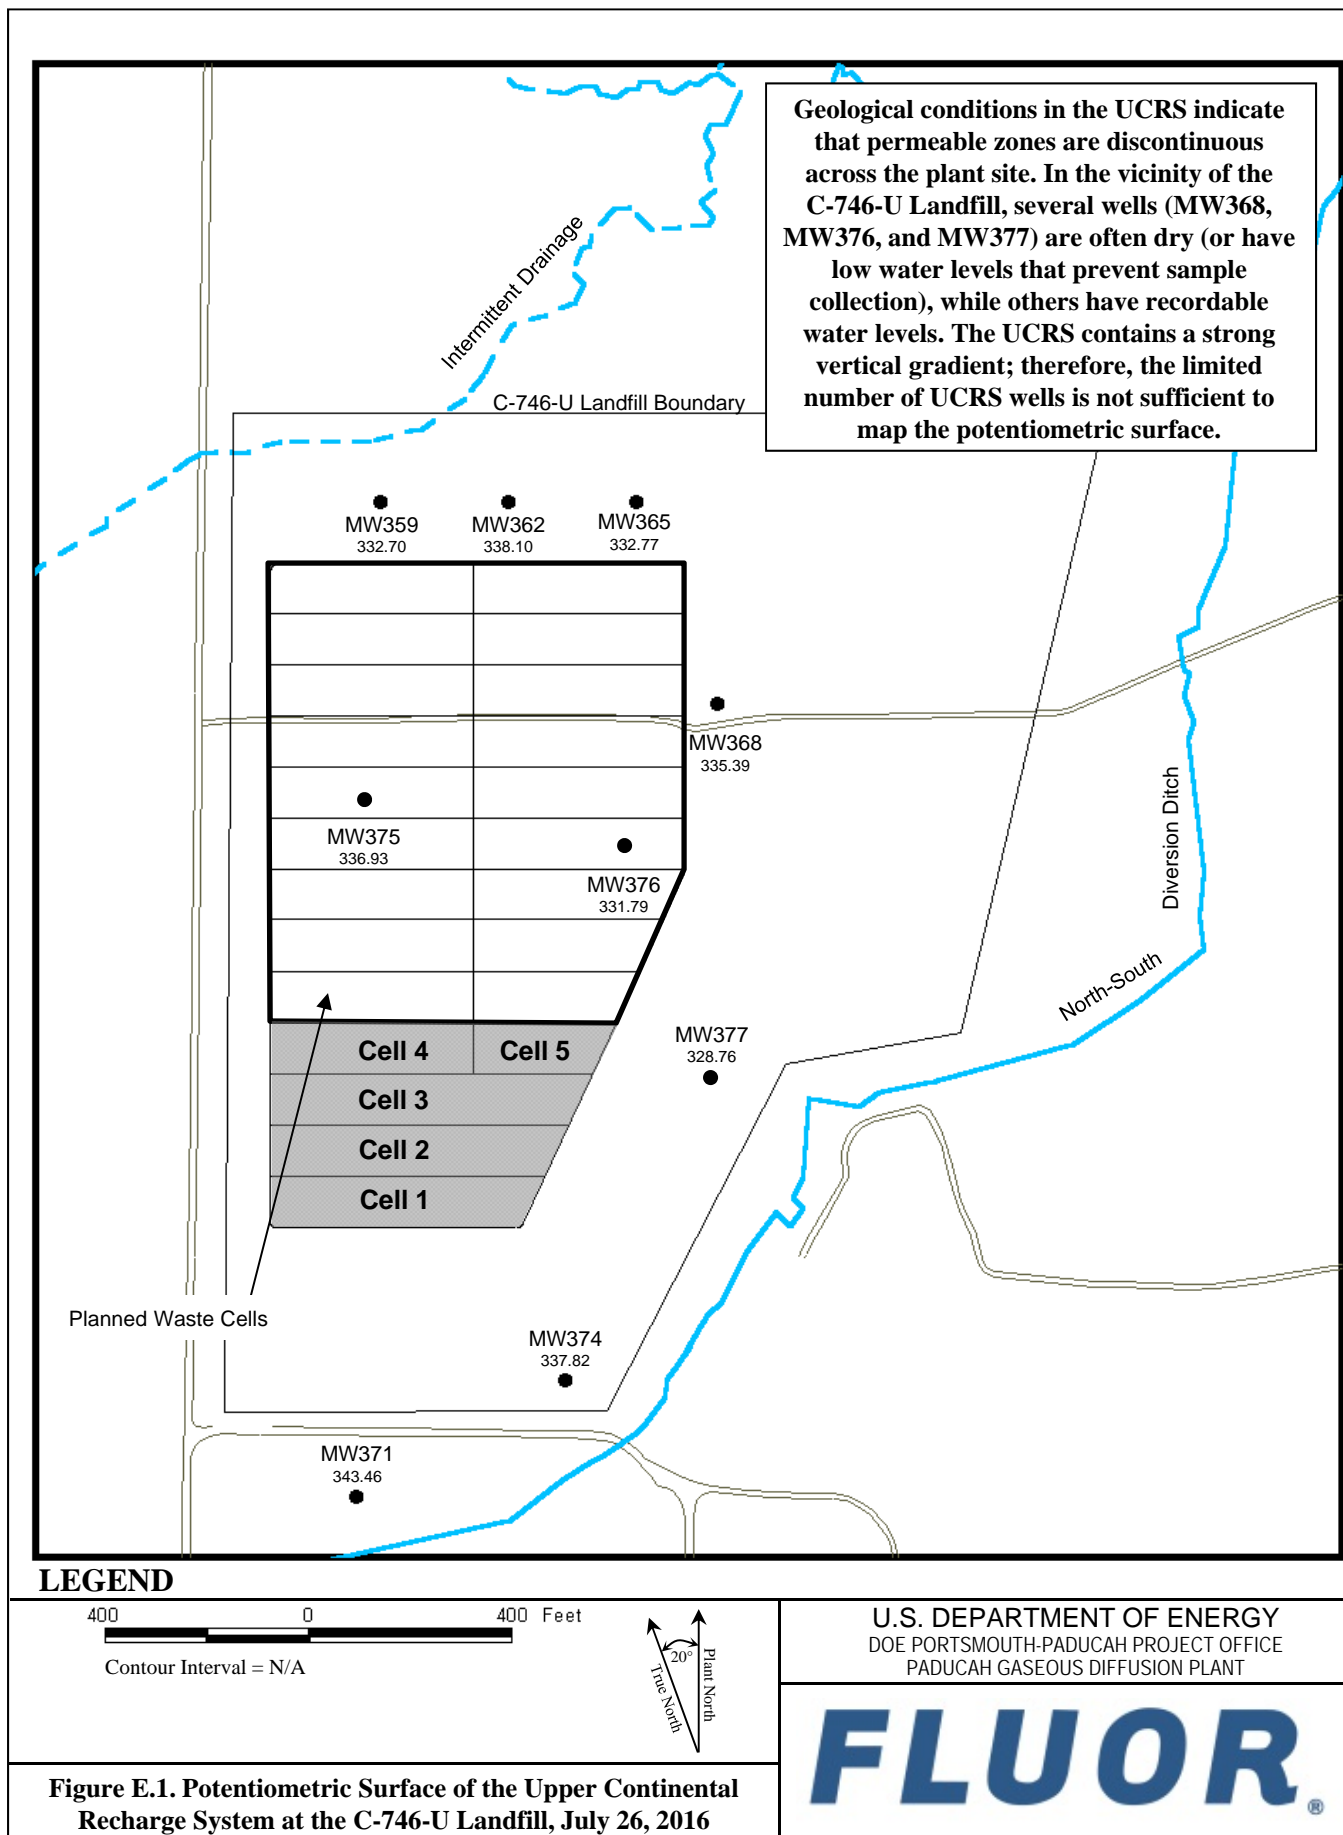 Geological conditions in the UCRS indicate
that permeable zones are discontinuous
across the plant site. In the vicinity of the
C-746-U Landfill, several wells (MW368,
MW376, and MW377) are often dry (or have
low water levels that prevent sample
collection), while others have recordable
water levels. The UCRS contains a strong
vertical gradient; therefore, the limited
number of UCRS wells is not sufficient to
map the potentiometric surface.
Intermittent Drainage
C-746-U Landfill Boundary
MW359
332.70
MW362
338.10
MW365
332.77
MW368
335.39
MW375
336.93
MW376
331.79
Diversion Ditch
North-South
MW377
328.76
Cell 4
Cell 5
Cell 3
Cell 2
Cell 1
Planned Waste Cells
MW374
337.82
MW371
343.46
LEGEND
400 0 400 Feet
Contour Interval = N/A
20°
True North
Plant North
U.S. DEPARTMENT OF ENERGY
DOE PORTSMOUTH-PADUCAH PROJECT OFFICE
PADUCAH GASEOUS DIFFUSION PLANT
FLUOR®
Figure E.1. Potentiometric Surface of the Upper Continental
Recharge System at the C-746-U Landfill, July 26, 2016